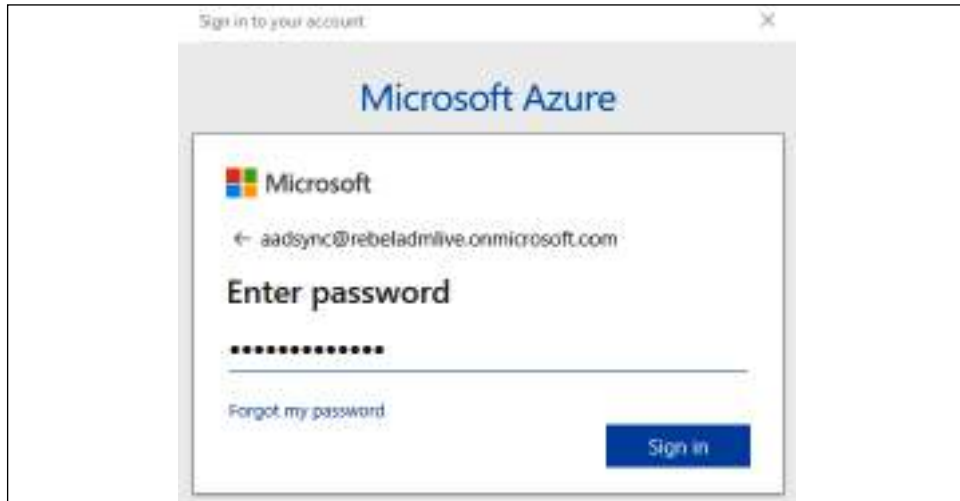 Sign in to your account
Microsoft Azure
Microsoft
← aadsync@rebeladmlive.onmicrosoft.com
Enter password
•••••••••••••
Forgot my password
Sign in